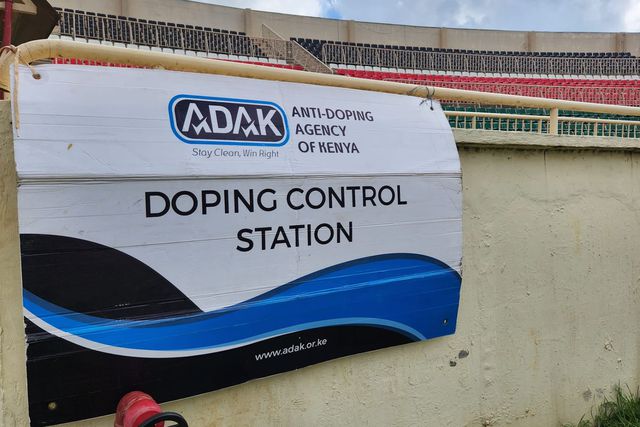 ADAK
Stay Clean, Win Right
ANTI-DOPING
AGENCY
OF KENYA
DOPING CONTROL
STATION
www.adak.or.ke